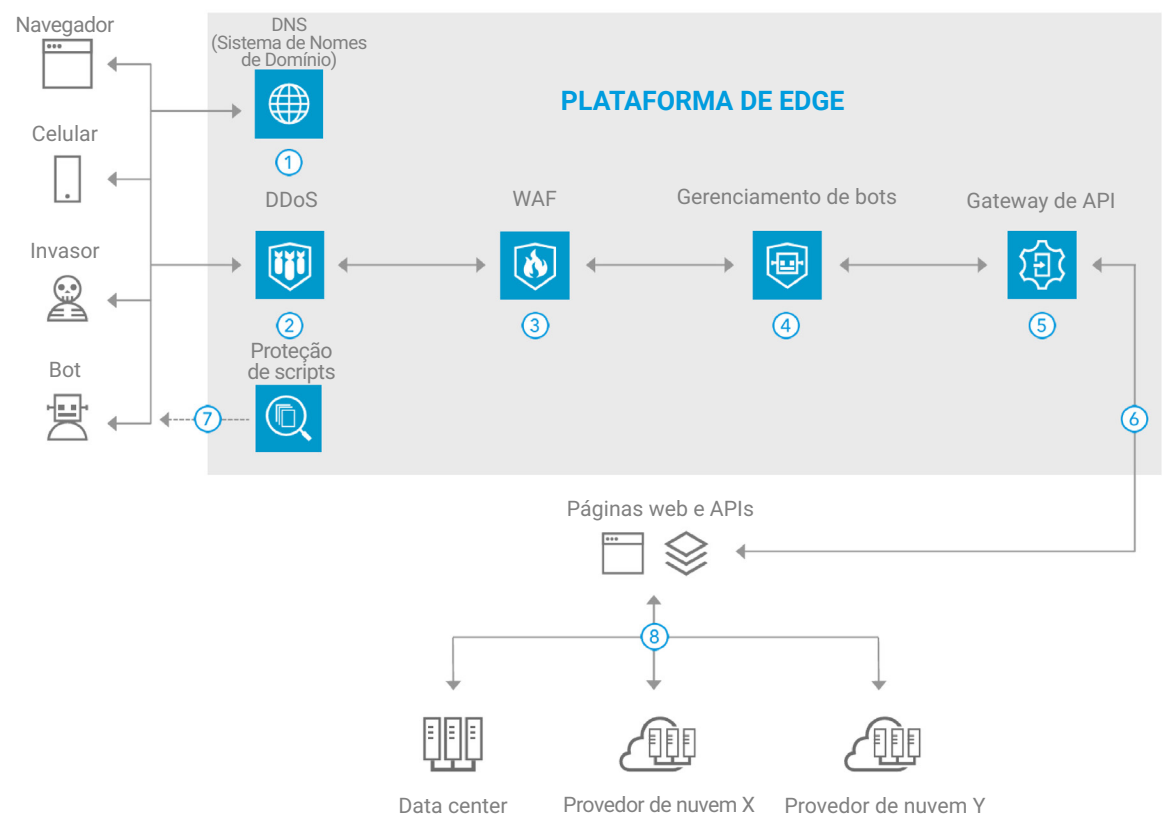 Navegador
DNS
(Sistema de Nomes
de Domínio)
PLATAFORMA DE EDGE
Celular
1
DDoS
WAF
Gerenciamento de bots
Gateway de API
Invasor
2
3
4
5
Proteção
de scripts
Bot
7
6
Páginas web e APIs
8
Data center
Provedor de nuvem X
Provedor de nuvem Y